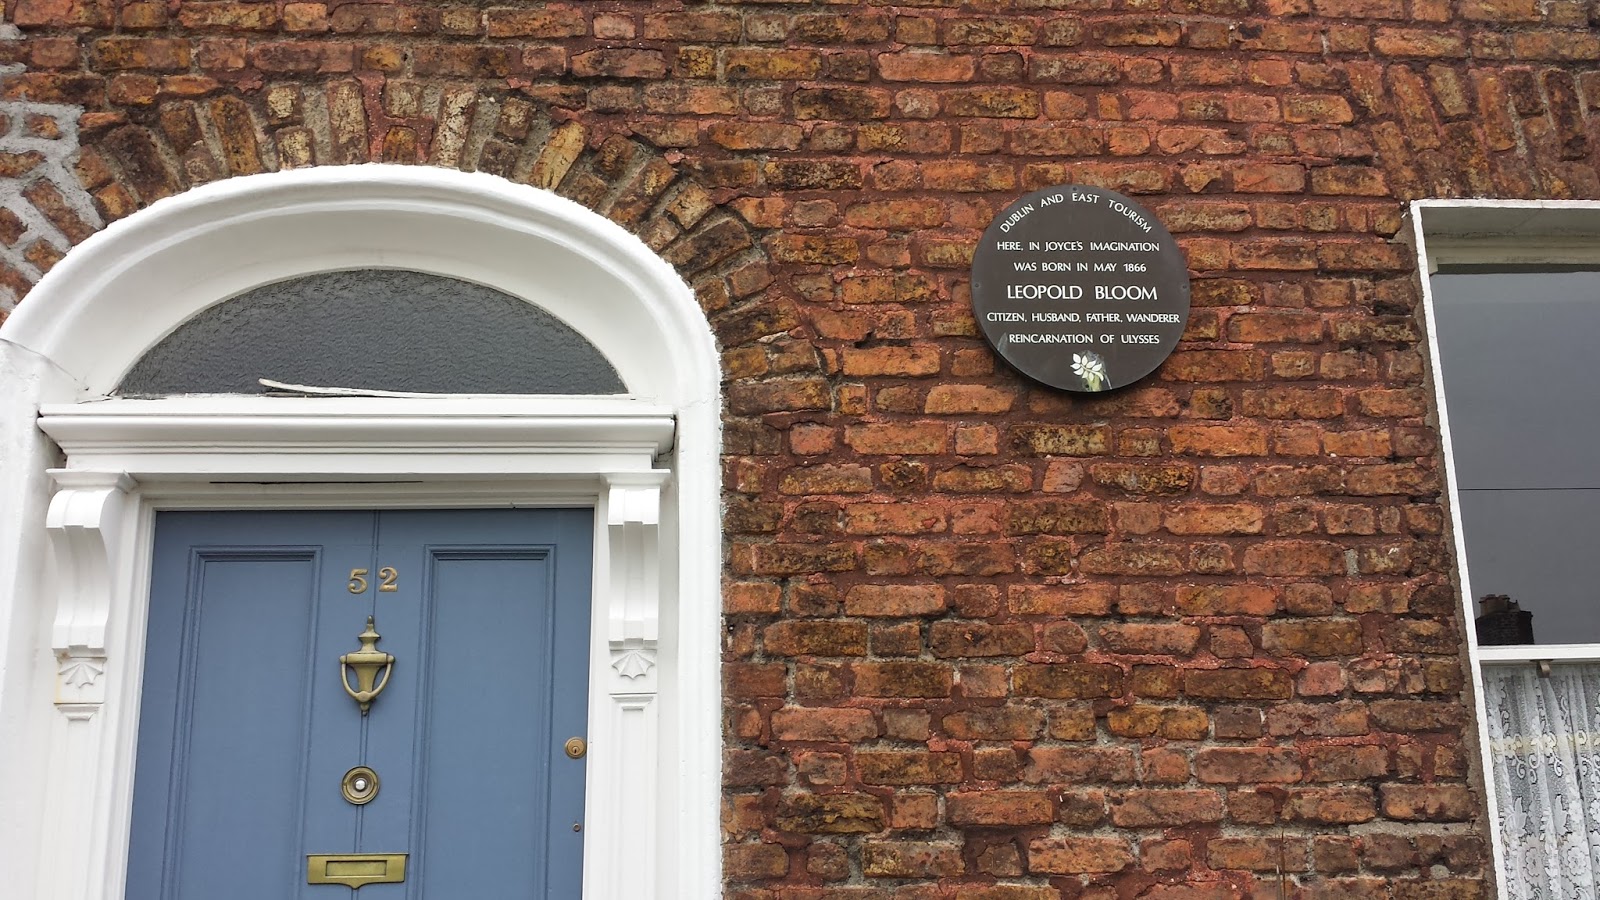 DUBLIN AND EAST TOURISM
HERE, IN JOYCE'S IMAGINATION
WAS BORN IN MAY 1866
LEOPOLD BLOOM
CITIZEN, HUSBAND, FATHER, WANDERER
REINCARNATION OF ULYSSES
52